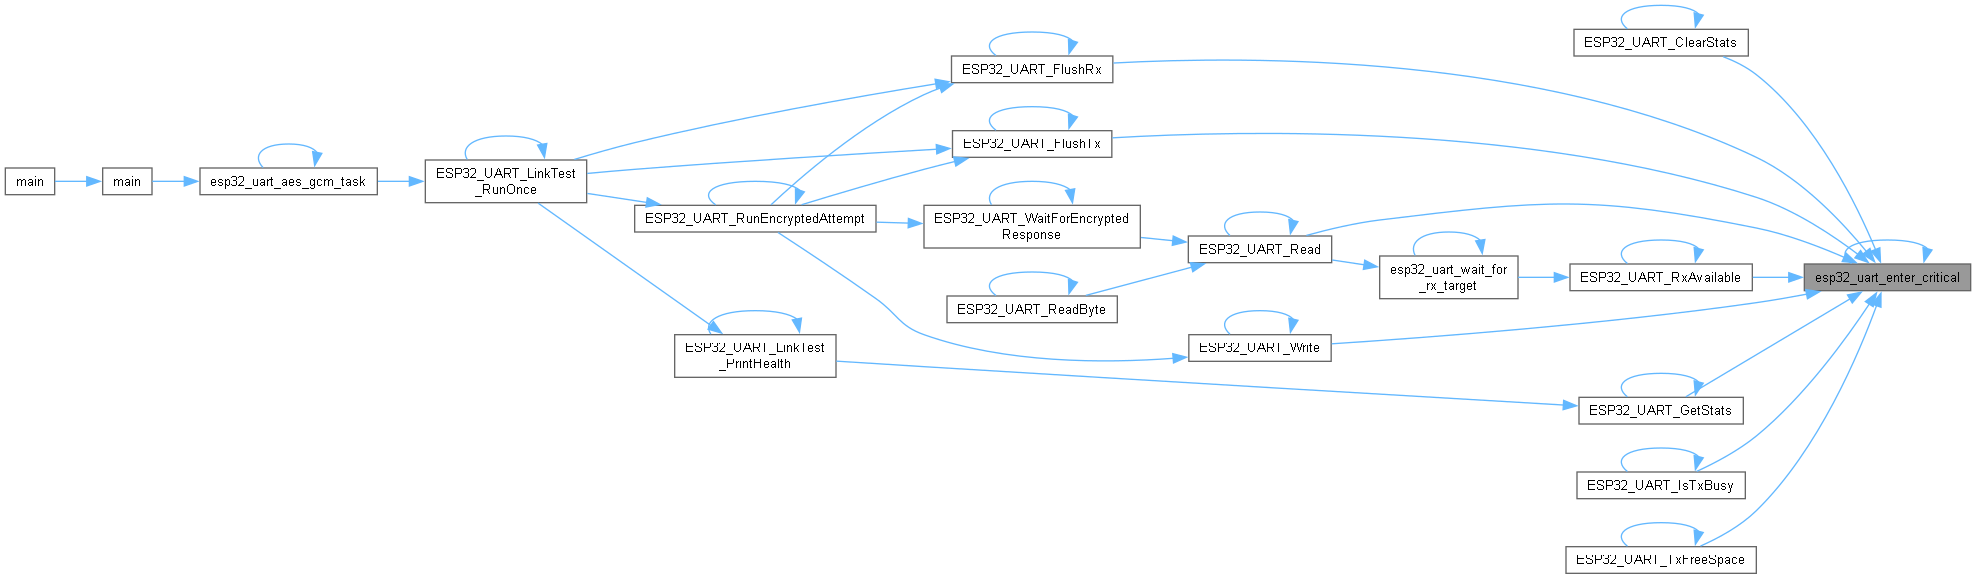 ESP32_UART_ClearStats
ESP32_UART_FlushRx
ESP32_UART_FlushTx
main
main
esp32_uart_aes_gcm_task
ESP32_UART_LinkTest
_RunOnce
ESP32_UART_RunEncryptedAttempt
ESP32_UART_WaitForEncrypted
Response
ESP32_UART_Read
esp32_uart_wait_for
_rx_target
ESP32_UART_RxAvailable
esp32_uart_enter_critical
ESP32_UART_ReadByte
ESP32_UART_LinkTest
_PrintHealth
ESP32_UART_Write
ESP32_UART_GetStats
ESP32_UART_IsTxBusy
ESP32_UART_TxFreeSpace